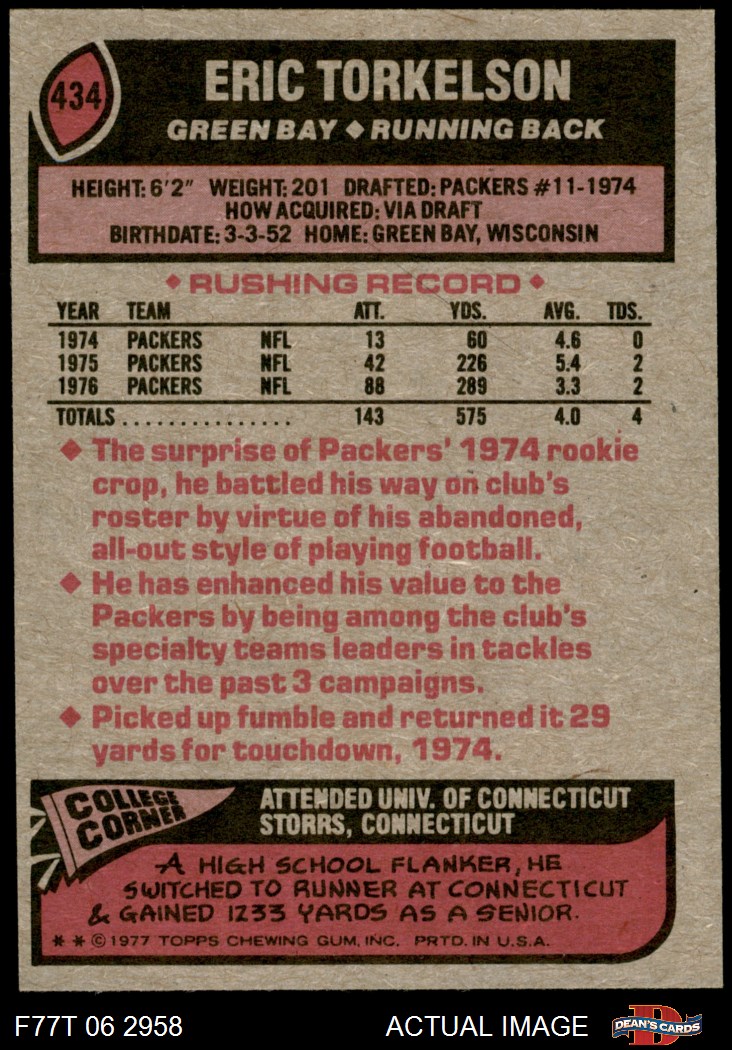 434
ERIC TORKELSON
GREEN BAY ◆ RUNNING BACK
HEIGHT: 6'2" WEIGHT: 201 DRAFTED: PACKERS #11-1974
HOW ACQUIRED: VIA DRAFT
BIRTHDATE: 3-3-52 HOME: GREEN BAY, WISCONSIN
◆ RUSHING RECORD ◆
YEAR TEAM ATT. YDS. AVG. TDS.
1974 PACKERS NFL 13 60 4.6 0
1975 PACKERS NFL 42 226 5.4 2
1976 PACKERS NFL 88 289 3.3 2
TOTALS ............... 143 575 4.0 4
◆ The surprise of Packers' 1974 rookie
crop, he battled his way on club's
roster by virtue of his abandoned,
all-out style of playing football.
◆ He has enhanced his value to the
Packers by being among the club's
specialty teams leaders in tackles
over the past 3 campaigns.
◆ Picked up fumble and returned it 29
yards for touchdown, 1974.
COLLEGE
CORNER
ATTENDED UNIV. OF CONNECTICUT
STORRS, CONNECTICUT
A HIGH SCHOOL FLANKER, HE
SWITCHED TO RUNNER AT CONNECTICUT
& GAINED 1233 YARDS AS A SENIOR.
* * © 1977 TOPPS CHEWING GUM, INC. PRTD. IN U.S.A.
F77T 06 2958 ACTUAL IMAGE
D
DEAN'S CARDS